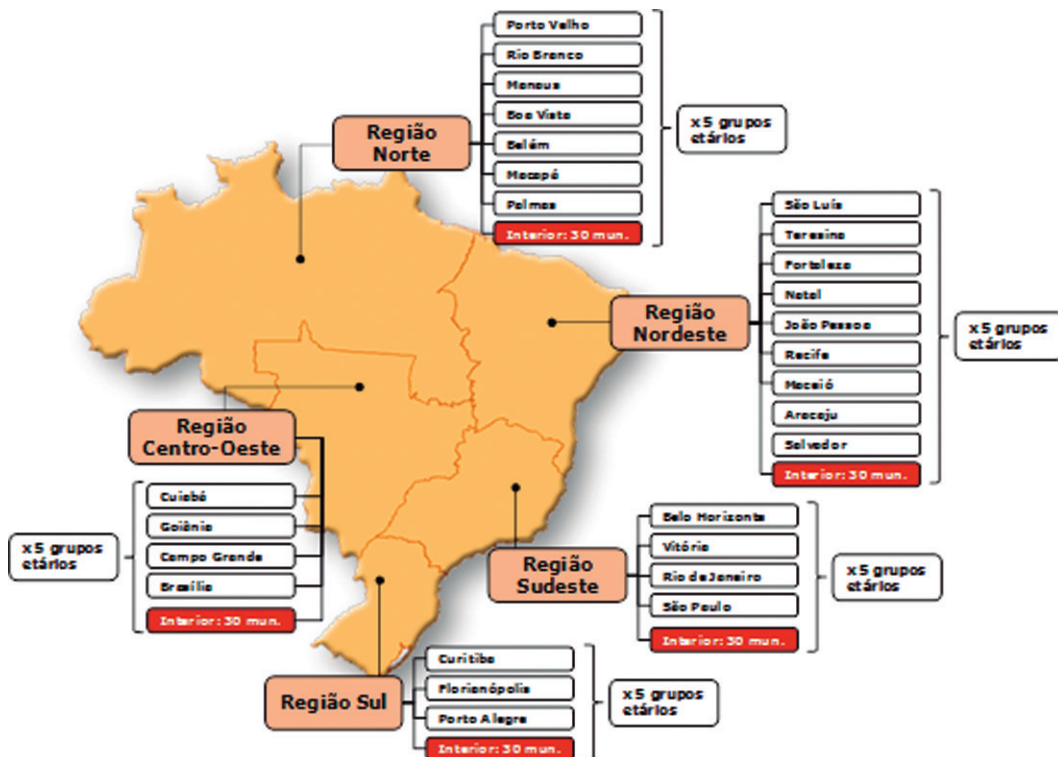 Região
Norte
Porto Velho
Rio Branco
Manaus
Boa Vista
Belém
Macapá
Palmas
Interior: 30 mun.
x 5 grupos
etários
Região
Nordeste
São Luís
Teresina
Fortaleza
Natal
João Pessoa
Recife
Maceió
Aracaju
Salvador
Interior: 30 mun.
x 5 grupos
etários
Região
Centro-Oeste
Cuiabá
Goiânia
Campo Grande
Brasília
Interior: 30 mun.
x 5 grupos
etários
Região
Sudeste
Belo Horizonte
Vitória
Rio de Janeiro
São Paulo
Interior: 30 mun.
x 5 grupos
etários
Região Sul
Curitiba
Florianópolis
Porto Alegre
Interior: 30 mun.
x 5 grupos
etários